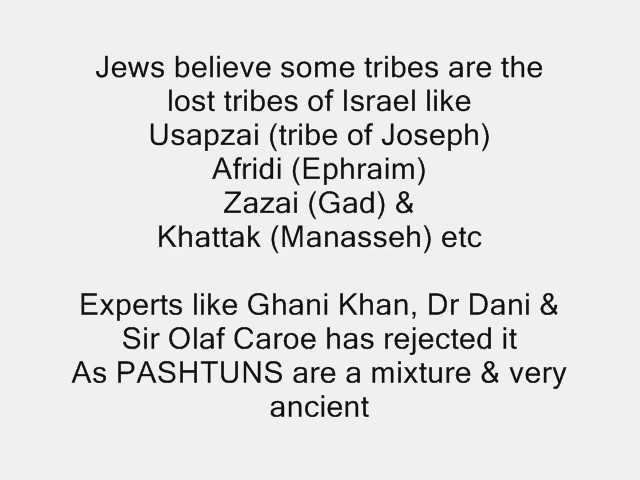 Jews believe some tribes are the
lost tribes of Israel like
Usapzai (tribe of Joseph)
Afridi (Ephraim)
Zazai (Gad) &
Khattak (Manasseh) etc
Experts like Ghani Khan, Dr Dani &
Sir Olaf Caroe has rejected it
As PASHTUNS are a mixture & very
ancient